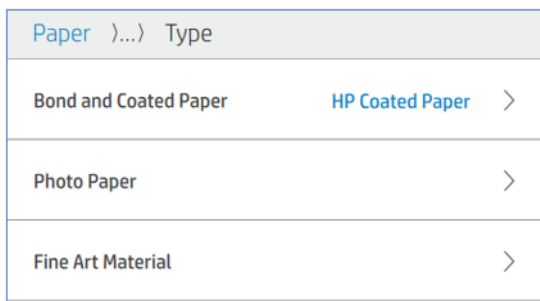 Paper 〉...〉 Type
Bond and Coated Paper HP Coated Paper
Photo Paper
Fine Art Material